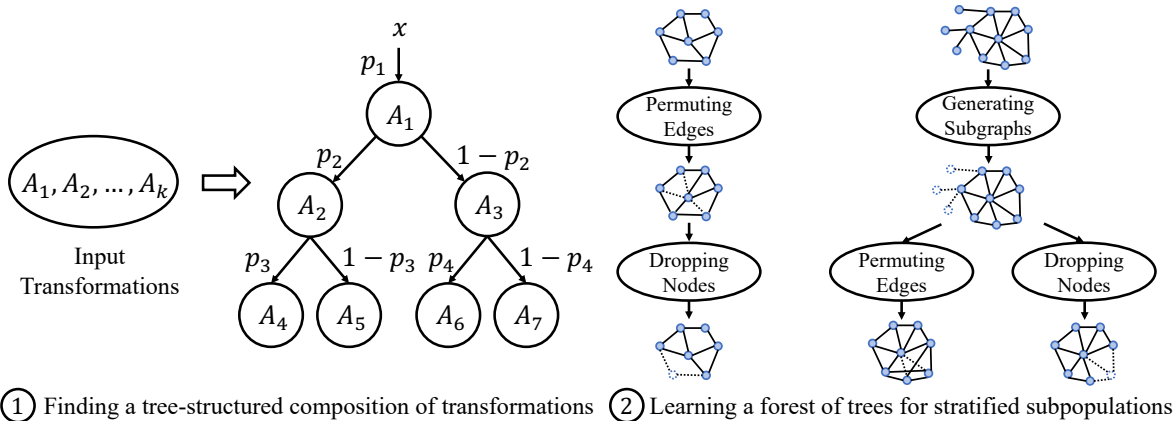 x
p₁
A₁
p₂
1 − p₂
A₁, A₂, …, A_k
A₂
A₃
Input
Transformations
p₃
1 − p₃
p₄
1 − p₄
A₄
A₅
A₆
A₇
1 Finding a tree-structured composition of transformations
Permuting
Edges
Dropping
Nodes
Generating
Subgraphs
Permuting
Edges
Dropping
Nodes
2 Learning a forest of trees for stratified subpopulations